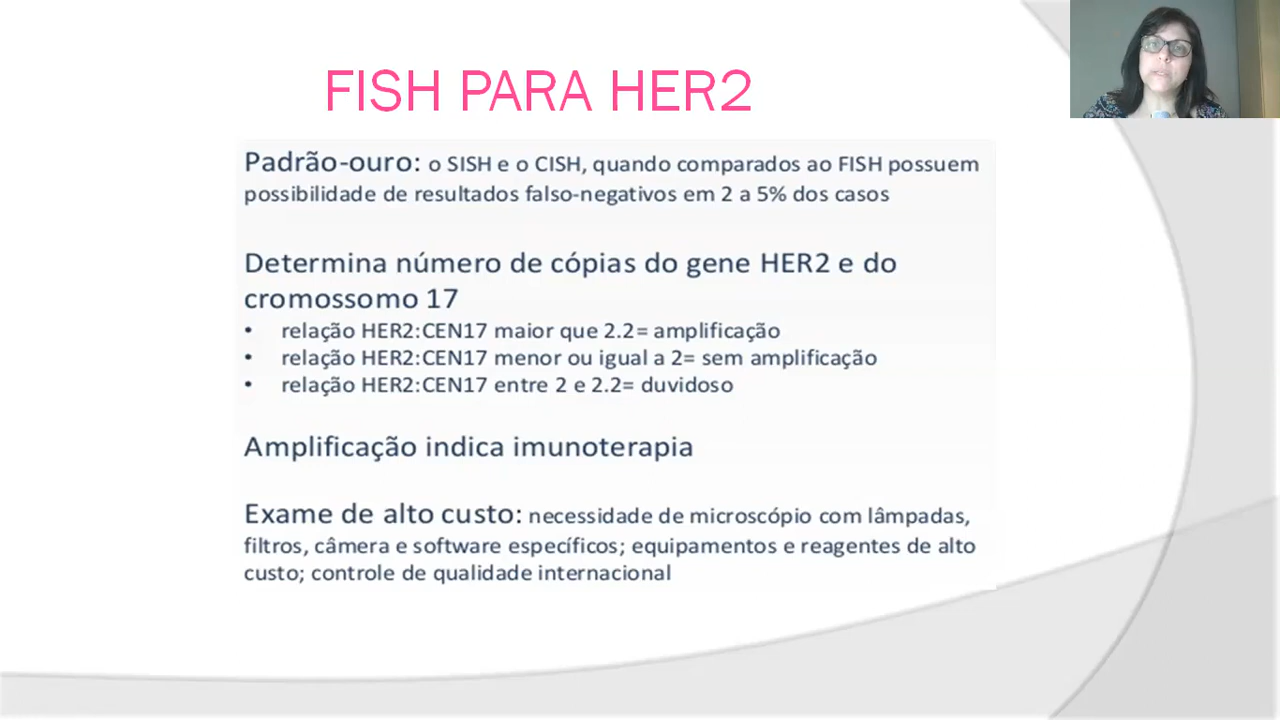 FISH PARA HER2
Padrão-ouro: o SISH e o CISH, quando comparados ao FISH possuem
possibilidade de resultados falso-negativos em 2 a 5% dos casos
Determina número de cópias do gene HER2 e do
cromossomo 17
• relação HER2:CEN17 maior que 2.2= amplificação
• relação HER2:CEN17 menor ou igual a 2= sem amplificação
• relação HER2:CEN17 entre 2 e 2.2= duvidoso
Amplificação indica imunoterapia
Exame de alto custo: necessidade de microscópio com lâmpadas,
filtros, câmera e software específicos; equipamentos e reagentes de alto
custo; controle de qualidade internacional